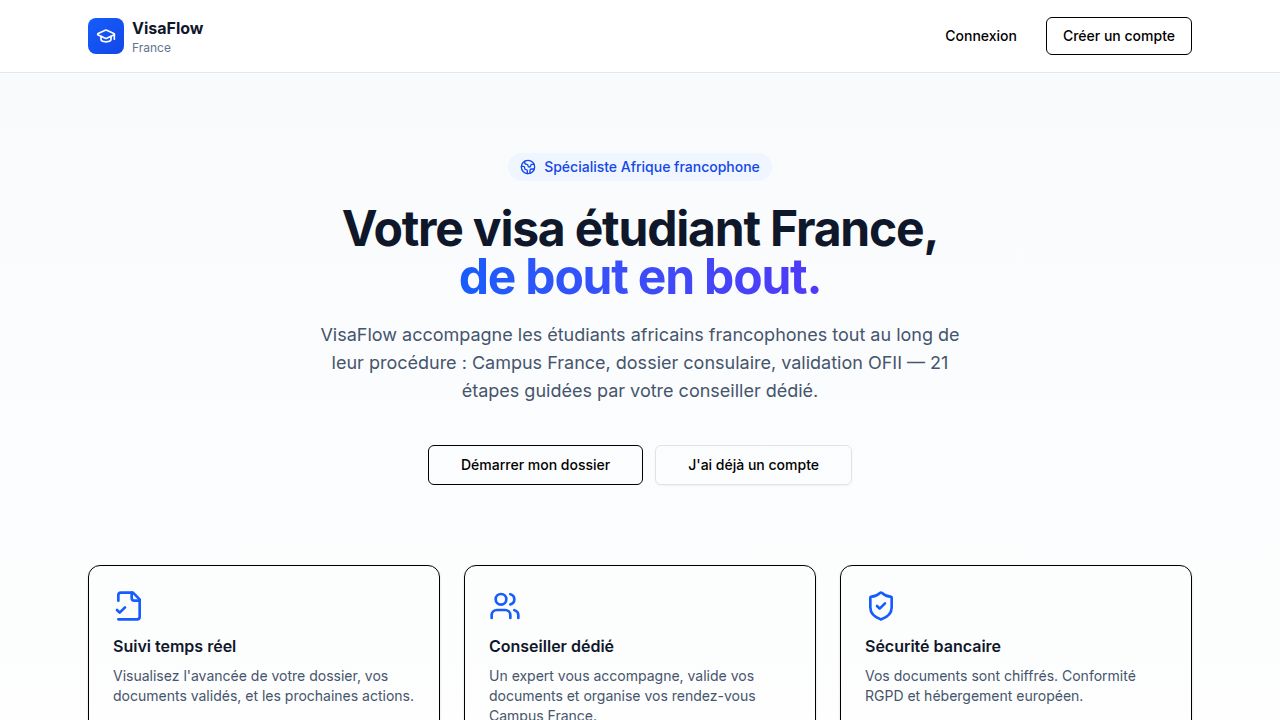 VisaFlow
France
Connexion
Créer un compte
Spécialiste Afrique francophone
Votre visa étudiant France,
de bout en bout.
VisaFlow accompagne les étudiants africains francophones tout au long de
leur procédure : Campus France, dossier consulaire, validation OFII — 21
étapes guidées par votre conseiller dédié.
Démarrer mon dossier
J'ai déjà un compte
Suivi temps réel
Visualisez l'avancée de votre dossier, vos
documents validés, et les prochaines actions.
Conseiller dédié
Un expert vous accompagne, valide vos
documents et organise vos rendez-vous
Campus France.
Sécurité bancaire
Vos documents sont chiffrés. Conformité
RGPD et hébergement européen.